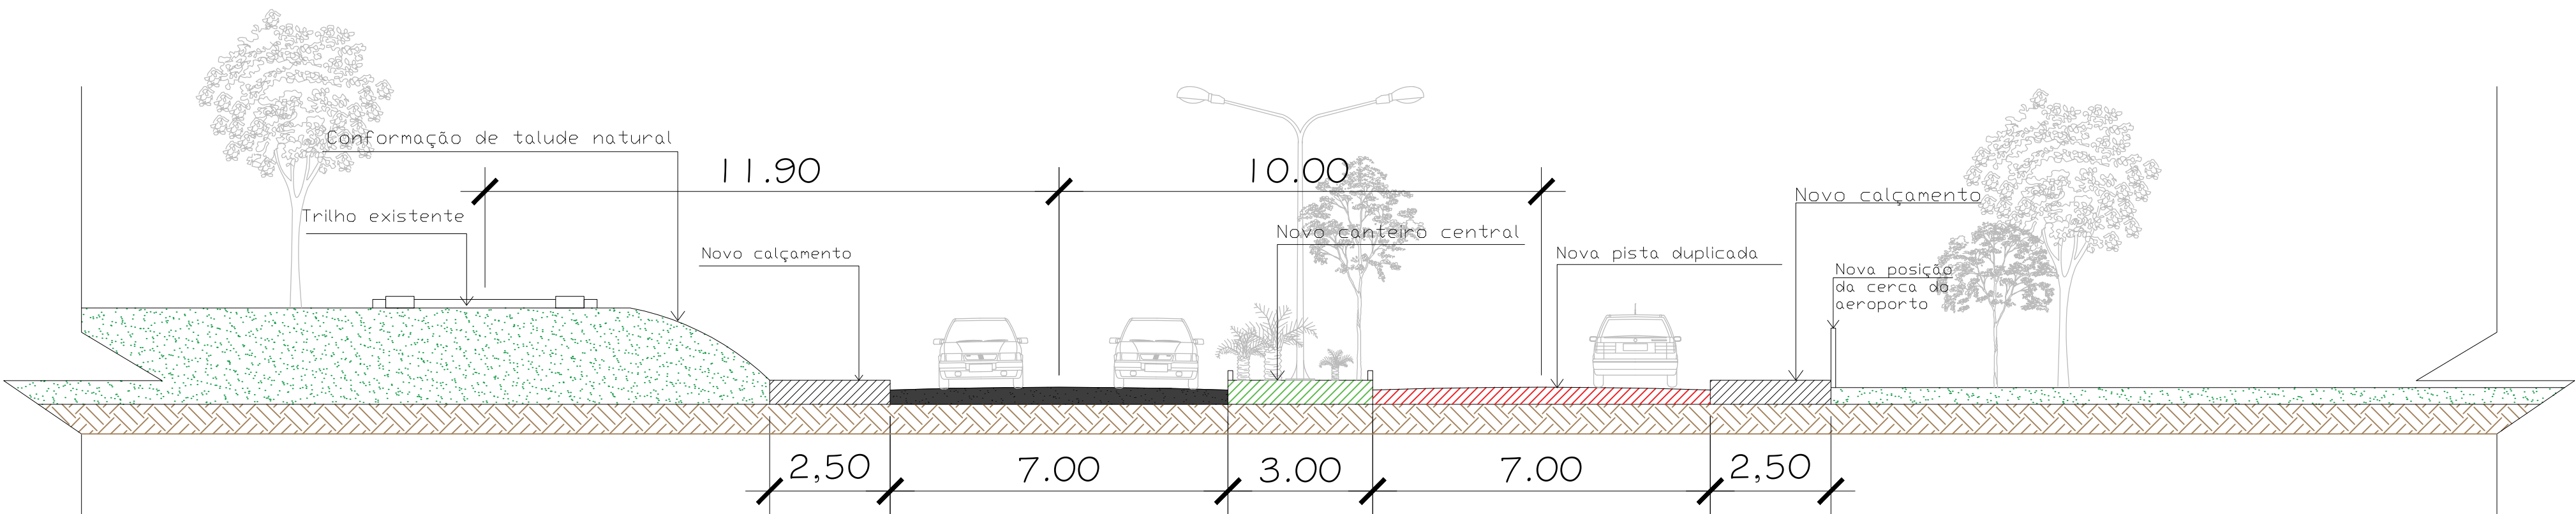 Conformação de talude natural
11.90
10.00
Novo calçamento
Trilho existente
Novo canteiro central
Novo calçamento
Nova pista duplicada
Nova posição
da cerca do
aeroporto
2,50
7.00
3.00
7.00
2,50